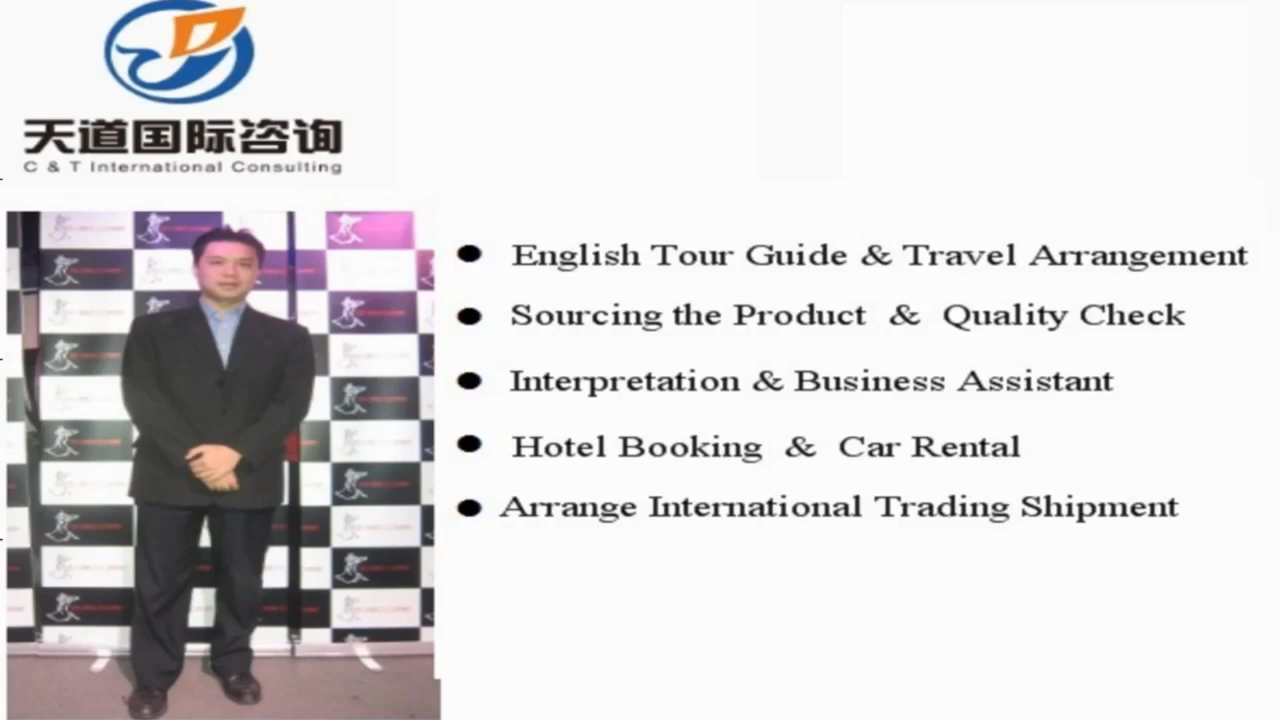 天道国际咨询
C & T International Consulting
English Tour Guide & Travel Arrangement
Sourcing the Product & Quality Check
Interpretation & Business Assistant
Hotel Booking & Car Rental
Arrange International Trading Shipment